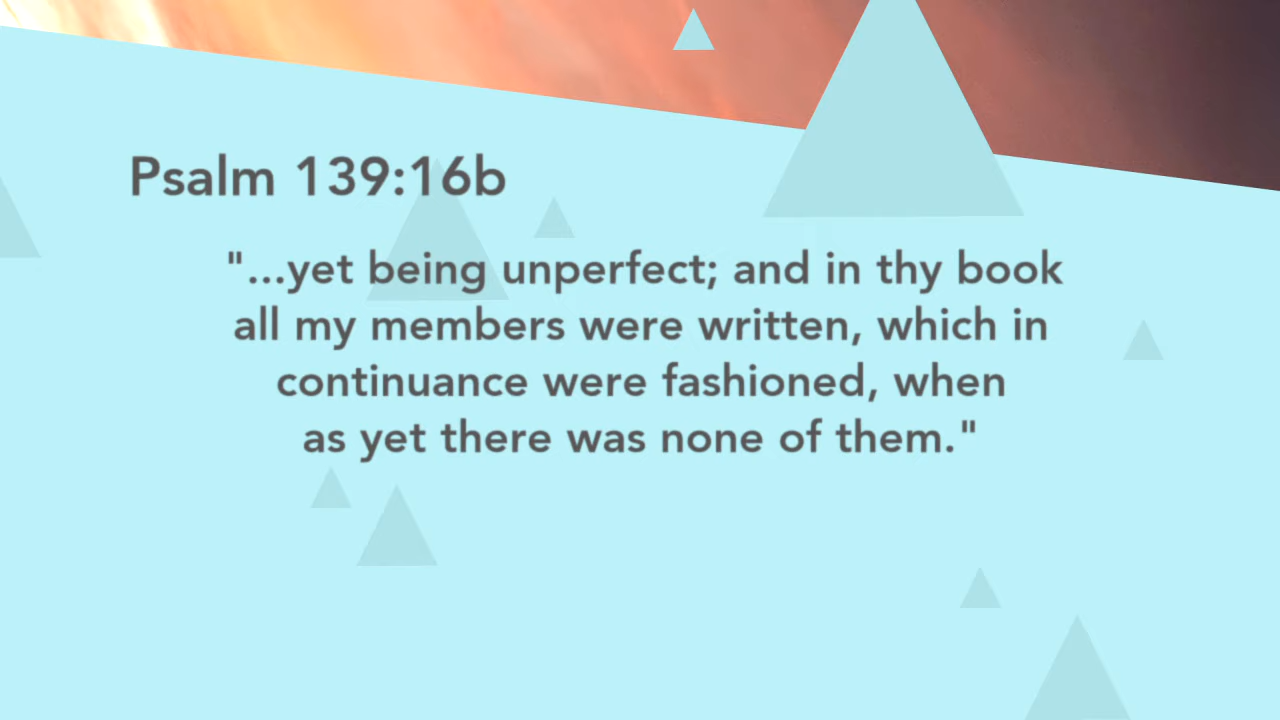 Psalm 139:16b
"...yet being unperfect; and in thy book
all my members were written, which in
continuance were fashioned, when
as yet there was none of them."